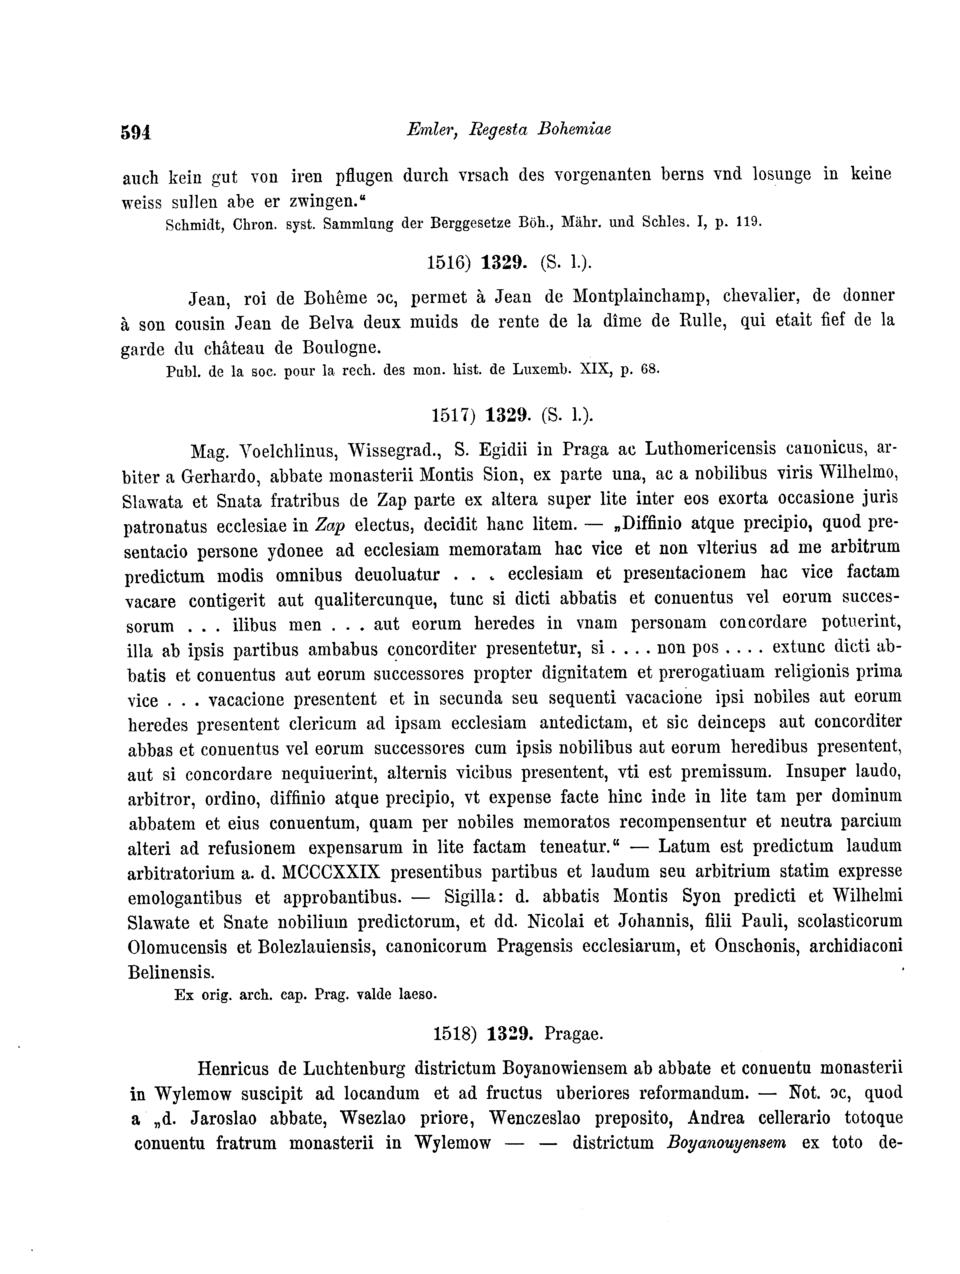 594 Emler, Regesta Bohemiae
auch kein gut von iren pflugen durch vrsach des vorgenanten berns vnd losunge in keine
weiss sullen abe er zwingen.“
Schmidt, Chron. syst. Sammlung der Berggesetze Böh., Mähr. und Schles. I, p. 119.
1516) 1329. (S. l.).
Jean, roi de Bohême ɔc, permet à Jean de Montplainchamp, chevalier, de donner
à son cousin Jean de Belva deux muids de rente de la dîme de Rulle, qui etait fief de la
garde du château de Boulogne.
Publ. de la soc. pour la rech. des mon. hist. de Luxemb. XIX, p. 68.
1517) 1329. (S. l.).
Mag. Voelchlinus, Wissegrad., S. Egidii in Praga ac Luthomericensis canonicus, ar-
biter a Gerhardo, abbate monasterii Montis Sion, ex parte una, ac a nobilibus viris Wilhelmo,
Slawata et Snata fratribus de Zap parte ex altera super lite inter eos exorta occasione juris
patronatus ecclesiae in Zap electus, decidit hanc litem. — „Diffinio atque precipio, quod pre-
sentacio persone ydonee ad ecclesiam memoratam hac vice et non vlterius ad me arbitrum
predictum modis omnibus deuoluatur . . . ecclesiam et presentacionem hac vice factam
vacare contigerit aut qualitercunque, tunc si dicti abbatis et conuentus vel eorum succes-
sorum . . . ilibus men . . . aut eorum heredes in vnam personam concordare potuerint,
illa ab ipsis partibus ambabus concorditer presentetur, si . . . . non pos . . . . extunc dicti ab-
batis et conuentus aut eorum successores propter dignitatem et prerogatiuam religionis prima
vice . . . vacacione presentent et in secunda seu sequenti vacacione ipsi nobiles aut eorum
heredes presentent clericum ad ipsam ecclesiam antedictam, et sic deinceps aut concorditer
abbas et conuentus vel eorum successores cum ipsis nobilibus aut eorum heredibus presentent,
aut si concordare nequiuerint, alternis vicibus presentent, vti est premissum. Insuper laudo,
arbitror, ordino, diffinio atque precipio, vt expense facte hinc inde in lite tam per dominum
abbatem et eius conuentum, quam per nobiles memoratos recompensentur et neutra parcium
alteri ad refusionem expensarum in lite factam teneatur.“ — Latum est predictum laudum
arbitratorium a. d. MCCCXXIX presentibus partibus et laudum seu arbitrium statim expresse
emologantibus et approbantibus. — Sigilla: d. abbatis Montis Syon predicti et Wilhelmi
Slawate et Snate nobilium predictorum, et dd. Nicolai et Johannis, filii Pauli, scolasticorum
Olomucensis et Bolezlauiensis, canonicorum Pragensis ecclesiarum, et Onschonis, archidiaconi
Belinensis.
Ex orig. arch. cap. Prag. valde laeso.
1518) 1329. Pragae.
Henricus de Luchtenburg districtum Boyanowiensem ab abbate et conuentu monasterii
in Wylemow suscipit ad locandum et ad fructus uberiores reformandum. — Not. ɔc, quod
a „d. Jaroslao abbate, Wsezlao priore, Wenczeslao preposito, Andrea cellerario totoque
conuentu fratrum monasterii in Wylemow — — districtum Boyanouyensem ex toto de-